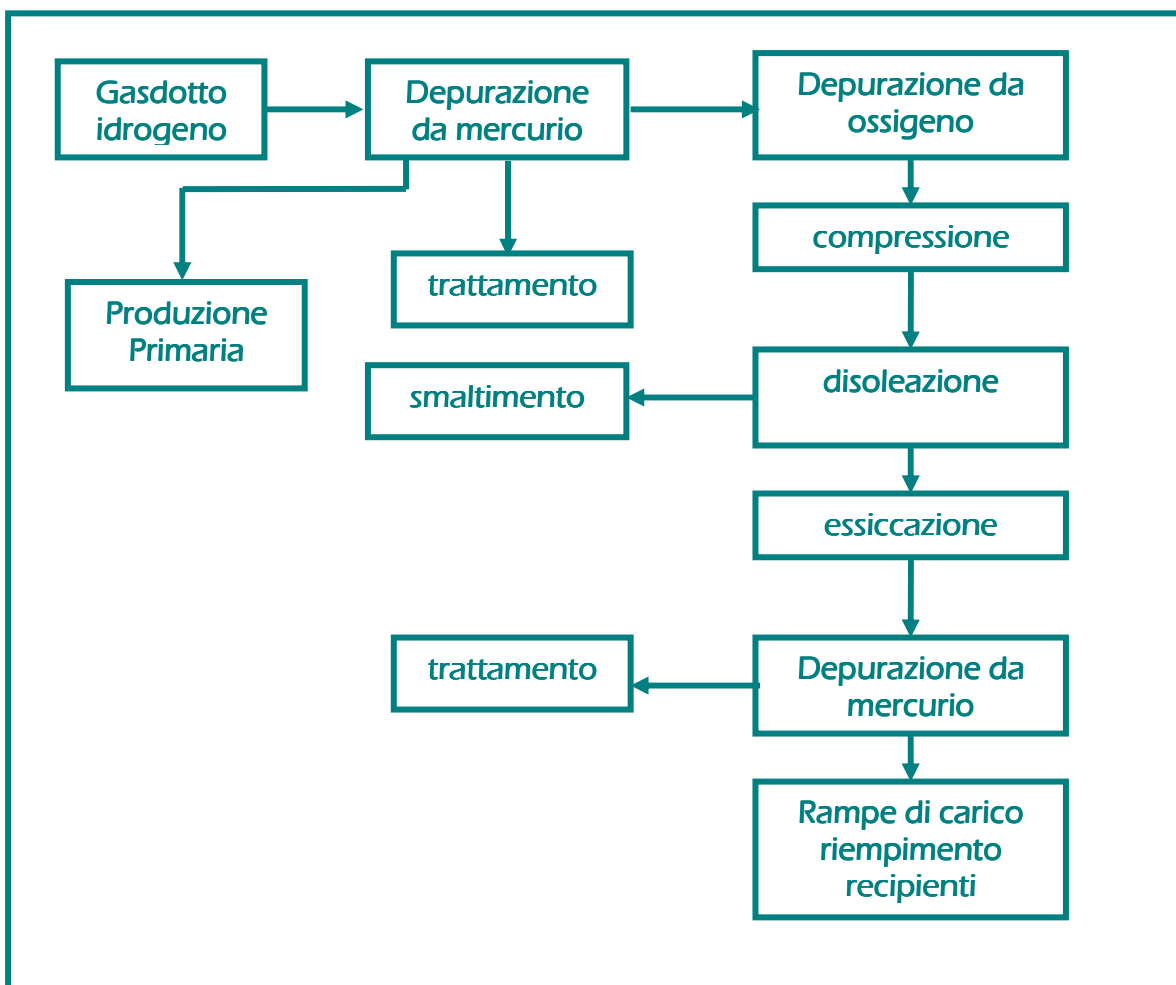 Gasdotto
idrogeno
Depurazione
da mercurio
Depurazione da
ossigeno
compressione
trattamento
Produzione
Primaria
disoleazione
smaltimento
essiccazione
trattamento
Depurazione da
mercurio
Rampe di carico
riempimento
recipienti